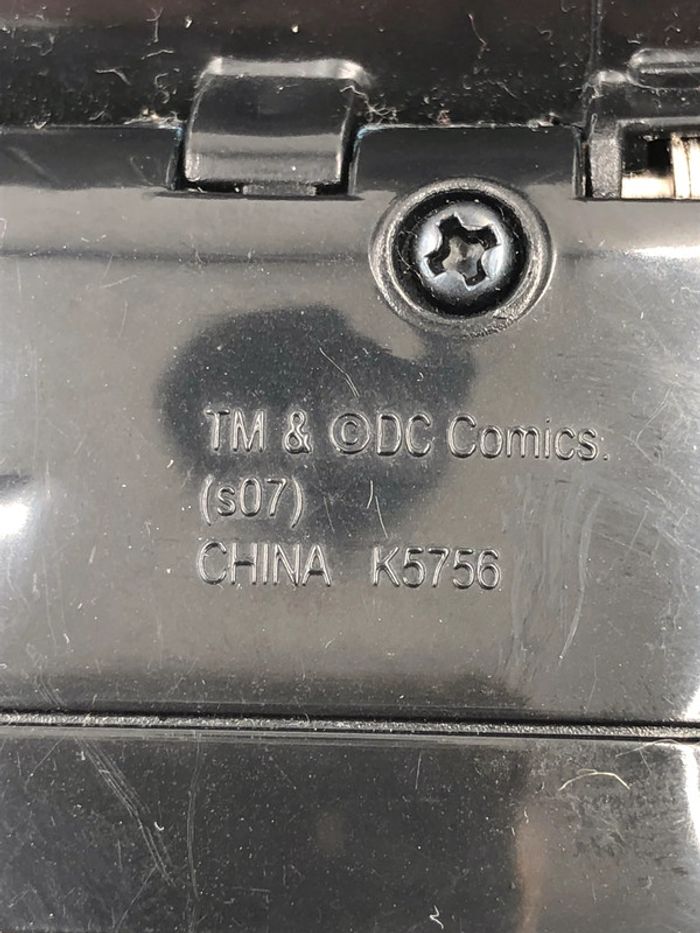 TM & ©DC Comics.
(s07)
CHINA K5756